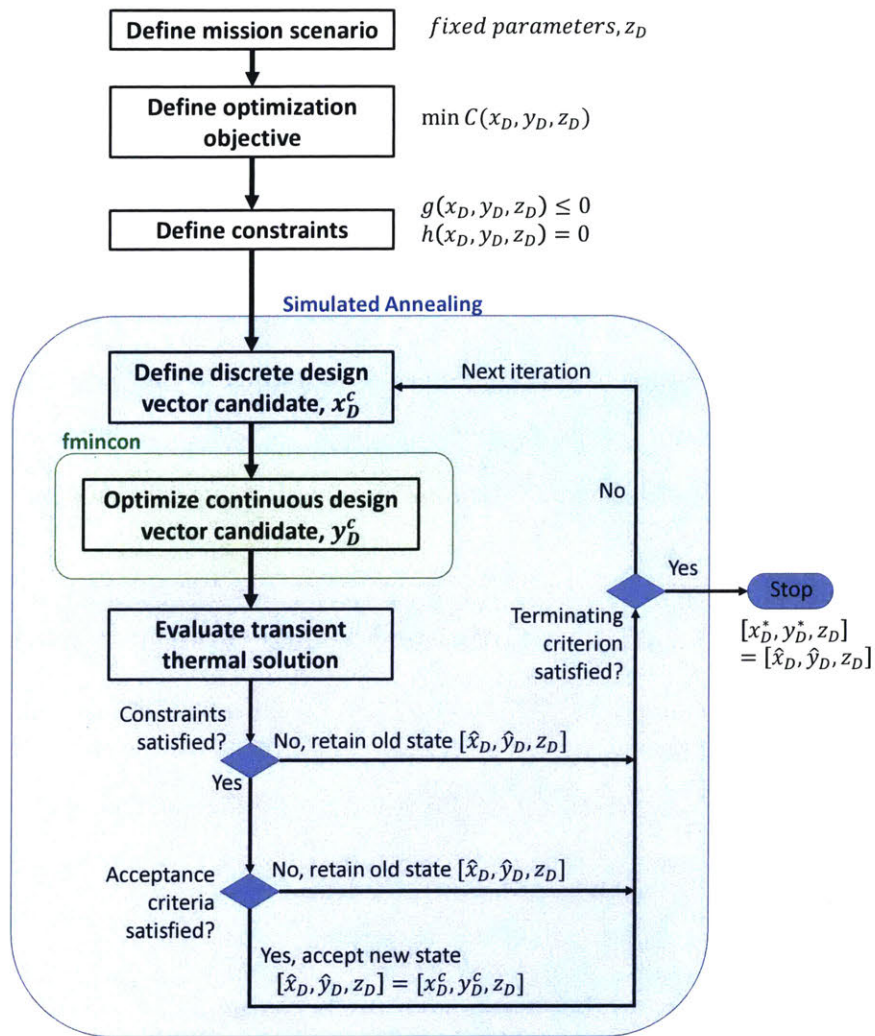 Define mission scenario
fixed parameters, z_D
Define optimization
objective
min C(x_D, y_D, z_D)
Define constraints
g(x_D, y_D, z_D) ≤ 0
h(x_D, y_D, z_D) = 0
Simulated Annealing
Define discrete design
vector candidate, x_D^c
Next iteration
fmincon
Optimize continuous design
vector candidate, y_D^c
No
Evaluate transient
thermal solution
Terminating
criterion
satisfied?
Yes
Stop
[x_D^*, y_D^*, z_D]
= [x̂_D, ŷ_D, z_D]
Constraints
satisfied?
No, retain old state [x̂_D, ŷ_D, z_D]
Yes
Acceptance
criteria
satisfied?
No, retain old state [x̂_D, ŷ_D, z_D]
Yes, accept new state
[x̂_D, ŷ_D, z_D] = [x_D^c, y_D^c, z_D]